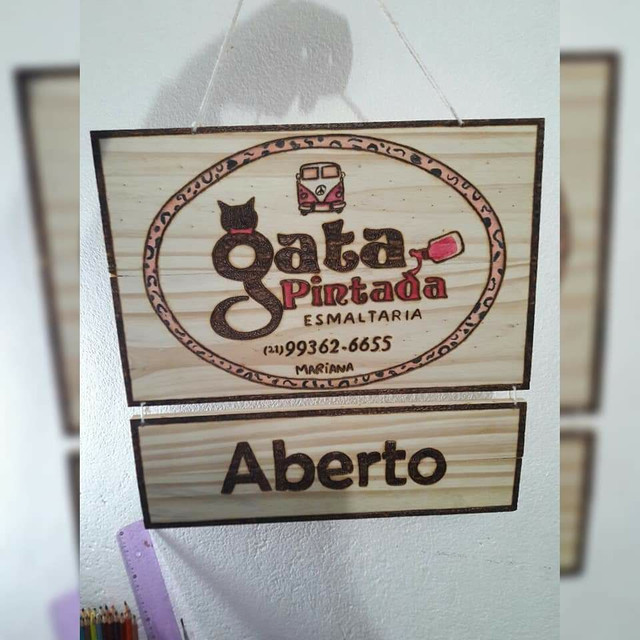 gata
Pintada
ESMALTARIA
(21) 99362-6655
MARIANA
Aberto